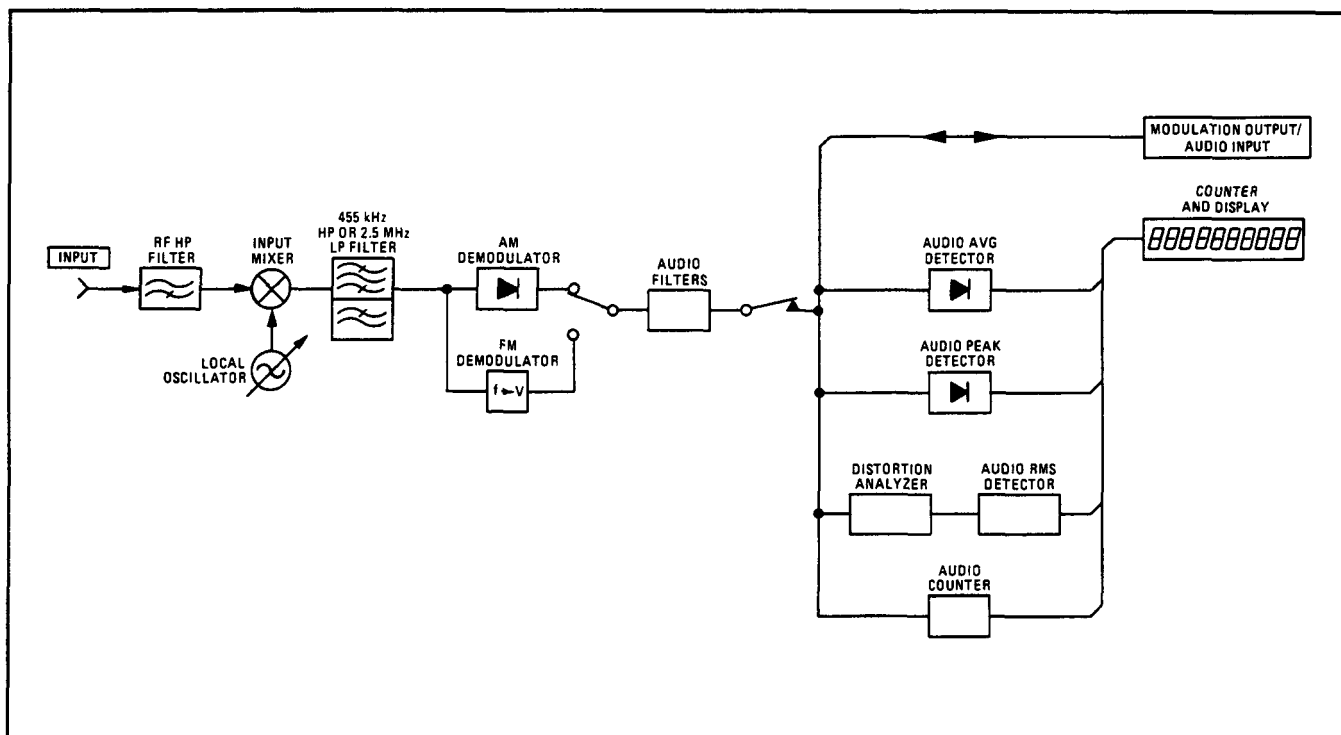 MODULATION OUTPUT/
AUDIO INPUT
COUNTER
AND DISPLAY
8888888888
455 kHz
HP OR 2.5 MHz
LP FILTER
INPUT
RF HP
FILTER
INPUT
MIXER
AM
DEMODULATOR
AUDIO
FILTERS
AUDIO AVG
DETECTOR
LOCAL
OSCILLATOR
FM
DEMODULATOR
f►V
AUDIO PEAK
DETECTOR
DISTORTION
ANALYZER
AUDIO RMS
DETECTOR
AUDIO
COUNTER